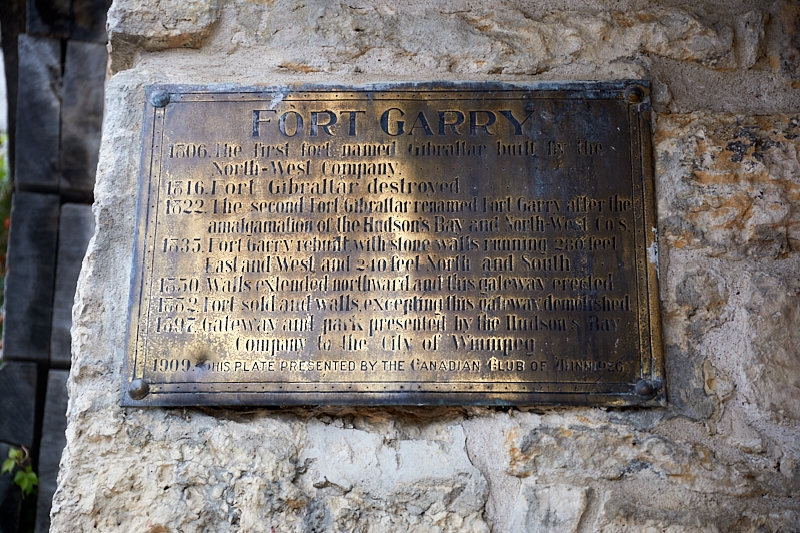 FORT GARRY
1806. The first fort named Gibraltar built by the
North-West Company.
1816. Fort Gibraltar destroyed
1822. The second Fort Gibraltar renamed Fort Garry after the
amalgamation of the Hudson's Bay and North-West Co's
1835. Fort Garry rebuilt with stone walls running 280 feet
East and West and 240 feet North and South
1850. Walls extended northward and this gateway erected
1882. Fort sold and walls excepting this gateway demolished
1897. Gateway and park presented by the Hudson's Bay
Company to the City of Winnipeg
1909. THIS PLATE PRESENTED BY THE CANADIAN CLUB OF WINNIPEG